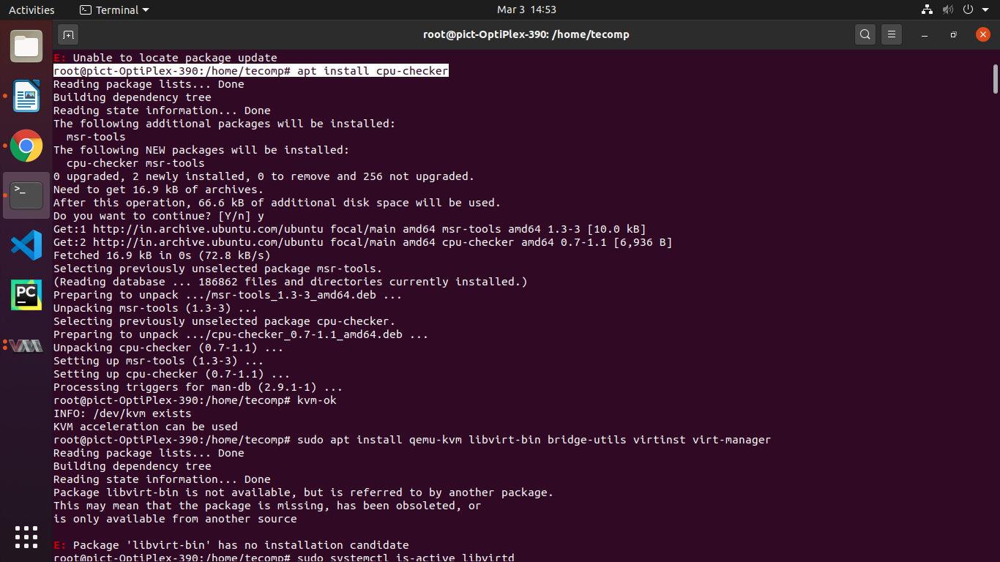 Activities
Terminal
Mar 3 14:53
root@pict-OptiPlex-390: /home/tecomp
E: Unable to locate package update
root@pict-OptiPlex-390:/home/tecomp# apt install cpu-checker
Reading package lists... Done
Building dependency tree
Reading state information... Done
The following additional packages will be installed:
  msr-tools
The following NEW packages will be installed:
  cpu-checker msr-tools
0 upgraded, 2 newly installed, 0 to remove and 256 not upgraded.
Need to get 16.9 kB of archives.
After this operation, 66.6 kB of additional disk space will be used.
Do you want to continue? [Y/n] y
Get:1 http://in.archive.ubuntu.com/ubuntu focal/main amd64 msr-tools amd64 1.3-3 [10.0 kB]
Get:2 http://in.archive.ubuntu.com/ubuntu focal/main amd64 cpu-checker amd64 0.7-1.1 [6,936 B]
Fetched 16.9 kB in 0s (72.8 kB/s)
Selecting previously unselected package msr-tools.
(Reading database ... 186862 files and directories currently installed.)
Preparing to unpack .../msr-tools_1.3-3_amd64.deb ...
Unpacking msr-tools (1.3-3) ...
Selecting previously unselected package cpu-checker.
Preparing to unpack .../cpu-checker_0.7-1.1_amd64.deb ...
Unpacking cpu-checker (0.7-1.1) ...
Setting up msr-tools (1.3-3) ...
Setting up cpu-checker (0.7-1.1) ...
Processing triggers for man-db (2.9.1-1) ...
root@pict-OptiPlex-390:/home/tecomp# kvm-ok
INFO: /dev/kvm exists
KVM acceleration can be used
root@pict-OptiPlex-390:/home/tecomp# sudo apt install qemu-kvm libvirt-bin bridge-utils virtinst virt-manager
Reading package lists... Done
Building dependency tree
Reading state information... Done
Package libvirt-bin is not available, but is referred to by another package.
This may mean that the package is missing, has been obsoleted, or
is only available from another source
E: Package 'libvirt-bin' has no installation candidate
root@pict-OptiPlex-390:/home/tecomp# sudo systemctl is-active libvirtd
>_
PC
VMM